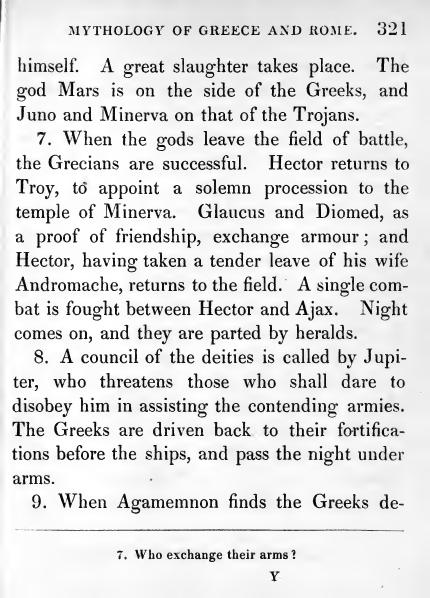 MYTHOLOGY OF GREECE AND ROME. 321
himself. A great slaughter takes place. The
god Mars is on the side of the Greeks, and
Juno and Minerva on that of the Trojans.
7. When the gods leave the field of battle,
the Grecians are successful. Hector returns to
Troy, to appoint a solemn procession to the
temple of Minerva. Glaucus and Diomed, as
a proof of friendship, exchange armour; and
Hector, having taken a tender leave of his wife
Andromache, returns to the field. A single com-
bat is fought between Hector and Ajax. Night
comes on, and they are parted by heralds.
8. A council of the deities is called by Jupi-
ter, who threatens those who shall dare to
disobey him in assisting the contending armies.
The Greeks are driven back to their fortifica-
tions before the ships, and pass the night under
arms.
9. When Agamemnon finds the Greeks de-
7. Who exchange their arms?
Y